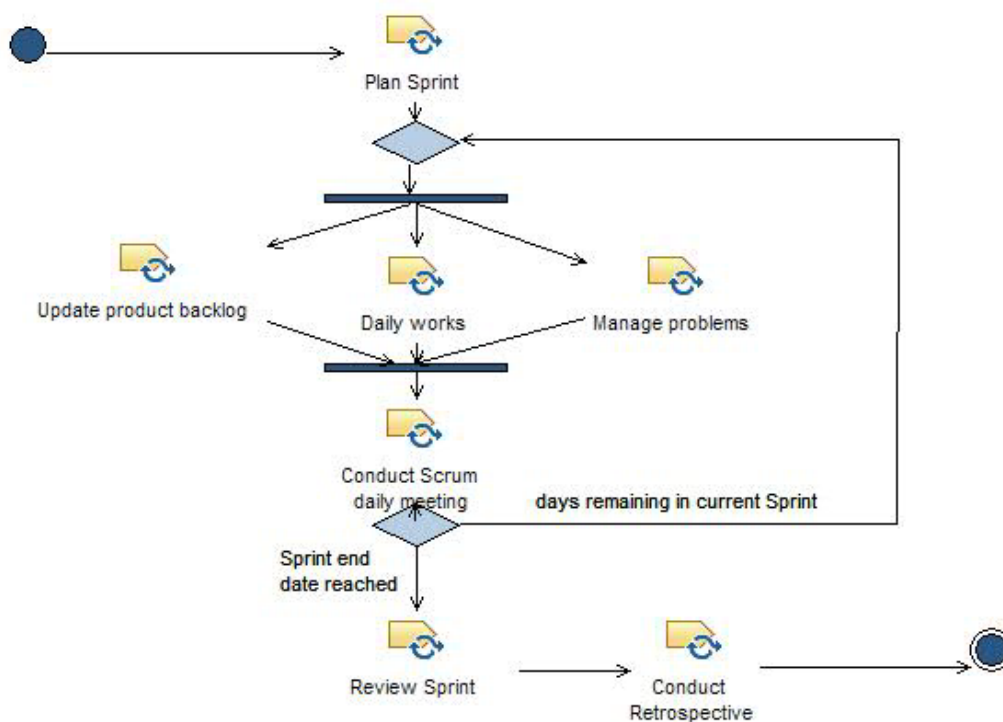 Plan Sprint
Update product backlog
Daily works
Manage problems
Conduct Scrum
daily meeting
days remaining in current Sprint
Sprint end
date reached
Review Sprint
Conduct
Retrospective